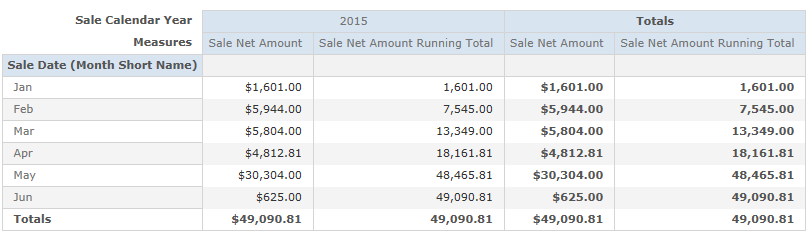 Sale Calendar Year 2015 Totals
Measures Sale Net Amount Sale Net Amount Running Total Sale Net Amount Sale Net Amount Running Total
Sale Date (Month Short Name)
Jan $1,601.00 1,601.00 $1,601.00 1,601.00
Feb $5,944.00 7,545.00 $5,944.00 7,545.00
Mar $5,804.00 13,349.00 $5,804.00 13,349.00
Apr $4,812.81 18,161.81 $4,812.81 18,161.81
May $30,304.00 48,465.81 $30,304.00 48,465.81
Jun $625.00 49,090.81 $625.00 49,090.81
Totals $49,090.81 49,090.81 $49,090.81 49,090.81